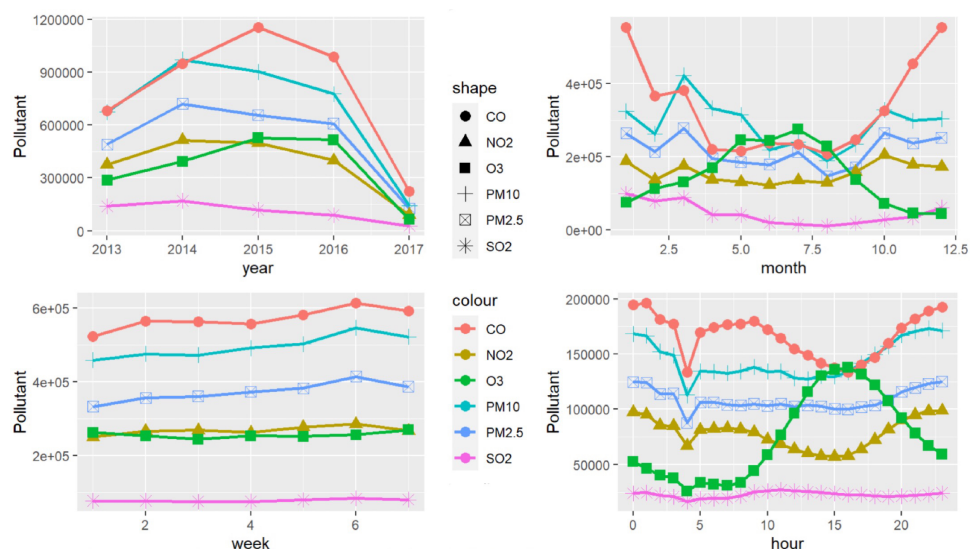 1200000
900000
600000
300000
0
Pollutant
2013
2014
2015
2016
2017
year
shape
CO
NO2
O3
PM10
PM2.5
SO2
4e+05
2e+05
0e+00
Pollutant
2.5
5.0
7.5
10.0
12.5
month
6e+05
4e+05
2e+05
Pollutant
2
4
6
week
colour
CO
NO2
O3
PM10
PM2.5
SO2
200000
150000
100000
50000
Pollutant
0
5
10
15
20
hour